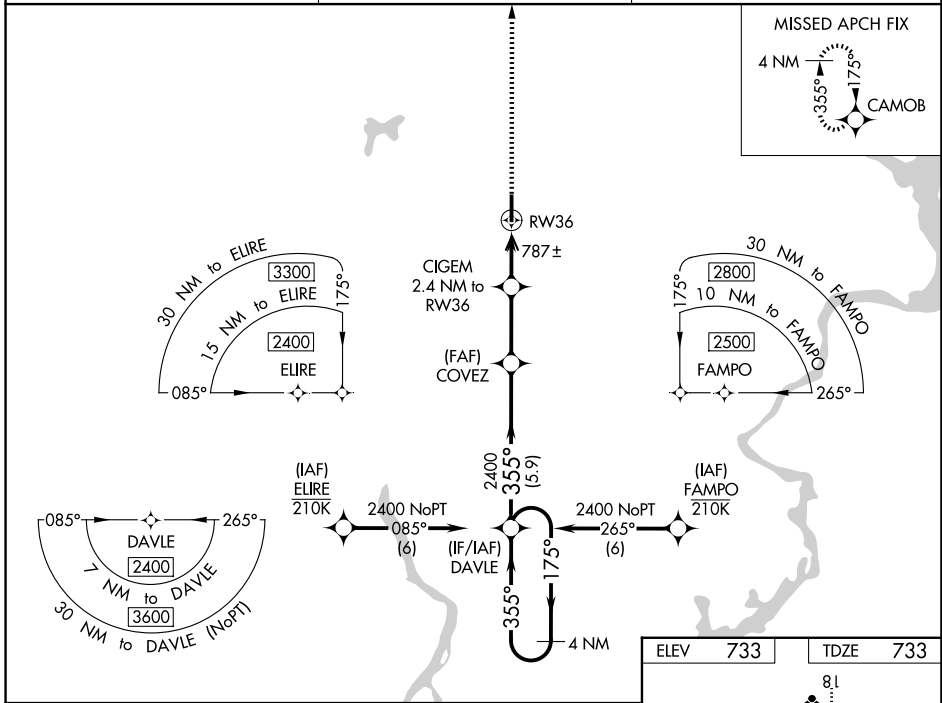 MISSED APCH FIX
4 NM
355°
175°
CAMOB
RW36
787±
CIGEM
2.4 NM to
RW36
(FAF)
COVEZ
30 NM to ELIRE
3300
175°
15 NM to ELIRE
2400
ELIRE
085°
30 NM to FAMPO
2800
175°
10 NM to FAMPO
2500
FAMPO
265°
2400
355°
(5.9)
(IAF)
ELIRE
210K
2400 NoPT
085°
(6)
(IF/IAF)
DAVLE
2400 NoPT
265°
(6)
(IAF)
FAMPO
210K
085°
265°
DAVLE
2400
7 NM to DAVLE
3600
30 NM to DAVLE (NoPT)
355°
175°
4 NM
ELEV 733
TDZE 733
18